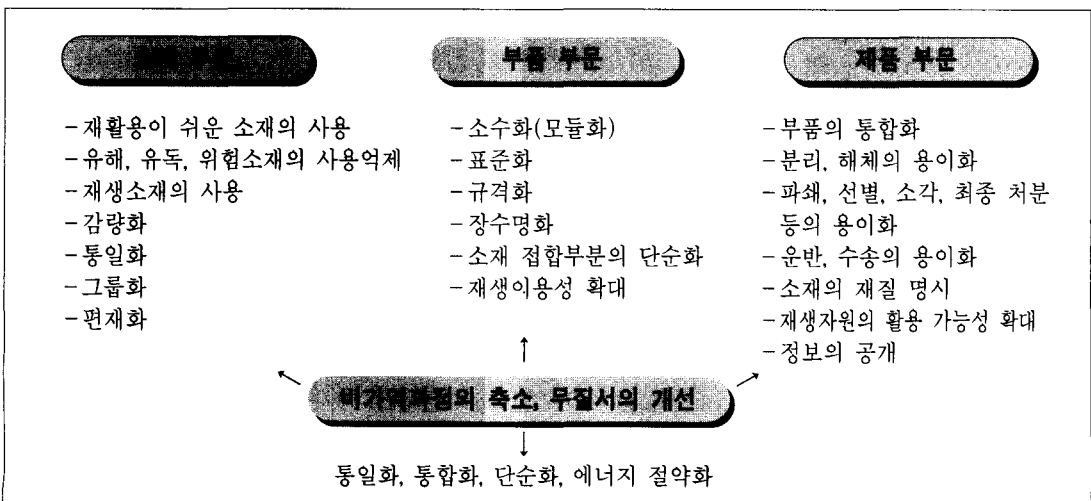 부문
-재활용이 쉬운 소재의 사용
-유해, 유독, 위험소재의 사용억제
-재생소재의 사용
-감량화
-통일화
-그룹화
-편재화
부품 부문
-소수화(모듈화)
-표준화
-규격화
-장수명화
-소재 접합부분의 단순화
-재생이용성 확대
제품 부문
-부품의 통합화
-분리, 해체의 용이화
-파쇄, 선별, 소각, 최종 처분
등의 용이화
-운반, 수송의 용이화
-소재의 재질 명시
-재생자원의 활용 가능성 확대
-정보의 공개
비가역과정의 축소, 무질서의 개선
통일화, 통합화, 단순화, 에너지 절약화